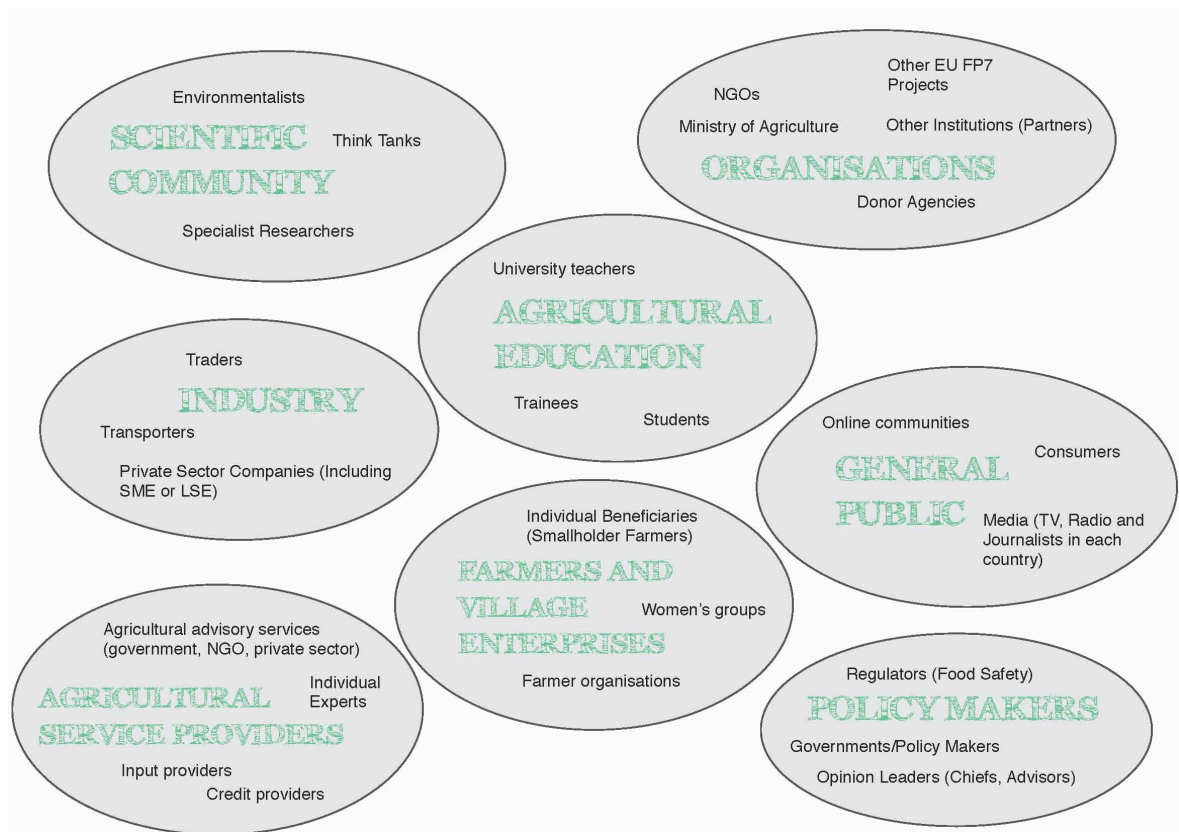 Environmentalists
SCIENTIFIC
Think Tanks
COMMUNITY
Specialist Researchers
Other EU FP7
Projects
NGOs
Ministry of Agriculture
Other Institutions (Partners)
ORGANISATIONS
Donor Agencies
University teachers
AGRICULTURAL
EDUCATION
Trainees
Students
Traders
INDUSTRY
Transporters
Private Sector Companies (Including
SME or LSE)
Online communities
Consumers
GENERAL
PUBLIC
Media (TV, Radio and
Journalists in each
country)
Individual Beneficiaries
(Smallholder Farmers)
FARMERS AND
VILLAGE
Women's groups
ENTERPRISES
Farmer organisations
Agricultural advisory services
(government, NGO, private sector)
Individual
Experts
AGRICULTURAL
SERVICE PROVIDERS
Input providers
Credit providers
Regulators (Food Safety)
POLICY MAKERS
Governments/Policy Makers
Opinion Leaders (Chiefs, Advisors)